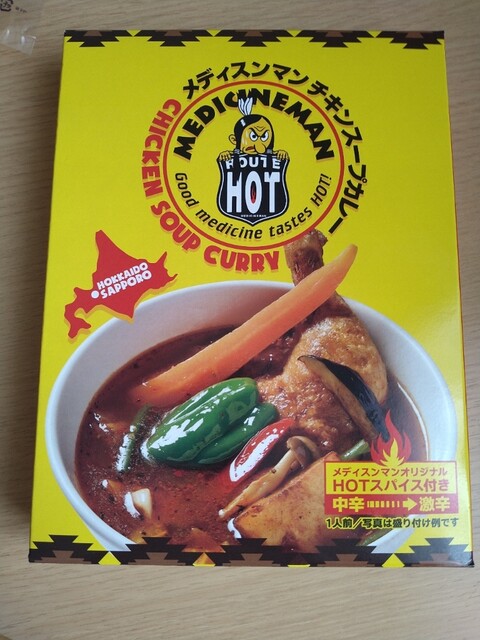 メディスンマン チキンスープカレー
MEDICINEMAN
ROUTE
HOT
Good medicine tastes HOT!
CHICKEN SOUP CURRY
HOKKAIDO
SAPPORO
メディスンマンオリジナル
HOTスパイス付き
中辛 激辛
1人前／写真は盛り付け例です